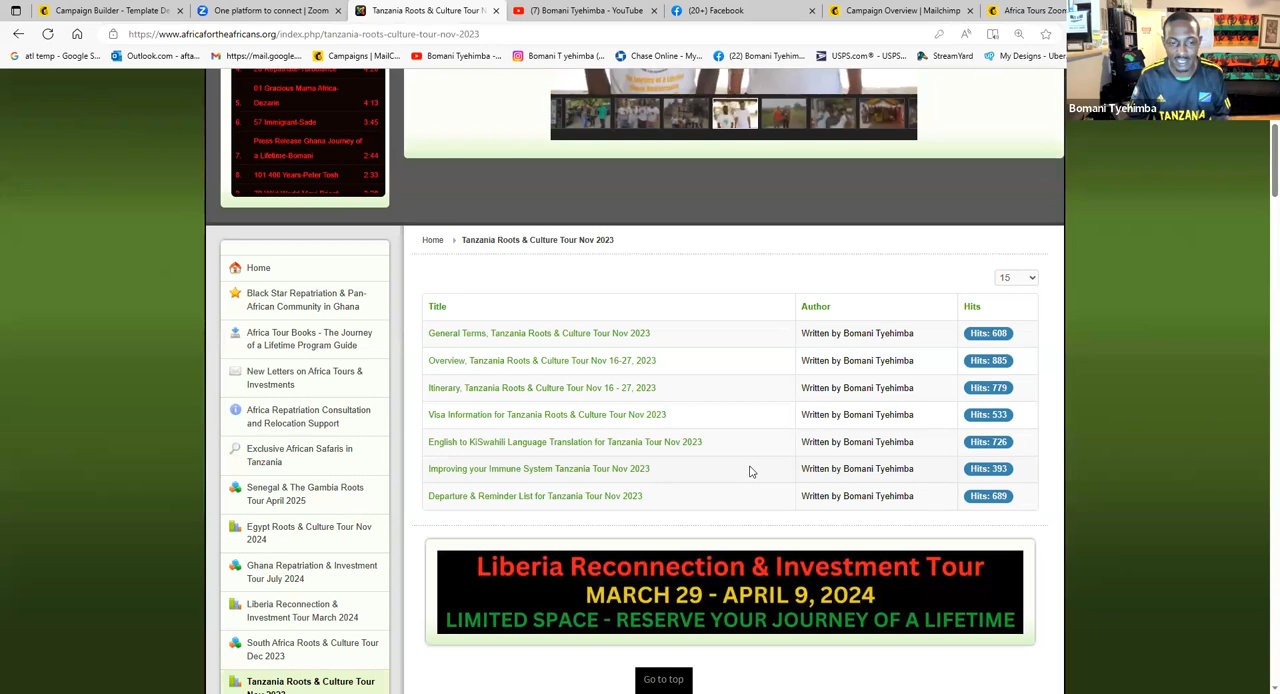 Campaign Builder - Template De
One platform to connect | Zoom
Tanzania Roots & Culture Tour N
(7) Bomani Tyehimba - YouTube
(20+) Facebook
Campaign Overview | Mailchimp
Africa Tours Zoom
https://www.africafortheafricans.org/index.php/tanzania-roots-culture-tour-nov-2023
atl temp - Google S...
Outlook.com - afta...
https://mail.google...
Campaigns | MailC...
Bomani Tyehimba -...
Bomani T yehimba (...
Chase Online - My...
(22) Bomani Tyehim...
USPS.com® - USPS...
StreamYard
My Designs - Uber
Bomani Tyehimba
TANZANIA
01 Gracious Mama Africa-
5. Dezarie 4:13
6. 57 Immigrant-Sade 3:45
Press Release Ghana Journey of
7. a Lifetime-Bomani 2:44
8. 101 400 Years-Peter Tosh 2:33
Home
Tanzania Roots & Culture Tour Nov 2023
15
Title Author Hits
General Terms, Tanzania Roots & Culture Tour Nov 2023 Written by Bomani Tyehimba Hits: 608
Overview, Tanzania Roots & Culture Tour Nov 16-27, 2023 Written by Bomani Tyehimba Hits: 885
Itinerary, Tanzania Roots & Culture Tour Nov 16 - 27, 2023 Written by Bomani Tyehimba Hits: 779
Visa Information for Tanzania Roots & Culture Tour Nov 2023 Written by Bomani Tyehimba Hits: 533
English to KiSwahili Language Translation for Tanzania Tour Nov 2023 Written by Bomani Tyehimba Hits: 726
Improving your Immune System Tanzania Tour Nov 2023 Written by Bomani Tyehimba Hits: 393
Departure & Reminder List for Tanzania Tour Nov 2023 Written by Bomani Tyehimba Hits: 689
Home
Black Star Repatriation & Pan-
African Community in Ghana
Africa Tour Books - The Journey
of a Lifetime Program Guide
New Letters on Africa Tours &
Investments
Africa Repatriation Consultation
and Relocation Support
Exclusive African Safaris in
Tanzania
Senegal & The Gambia Roots
Tour April 2025
Egypt Roots & Culture Tour Nov
2024
Ghana Repatriation & Investment
Tour July 2024
Liberia Reconnection &
Investment Tour March 2024
South Africa Roots & Culture Tour
Dec 2023
Tanzania Roots & Culture Tour
Liberia Reconnection & Investment Tour
MARCH 29 - APRIL 9, 2024
LIMITED SPACE - RESERVE YOUR JOURNEY OF A LIFETIME
Go to top